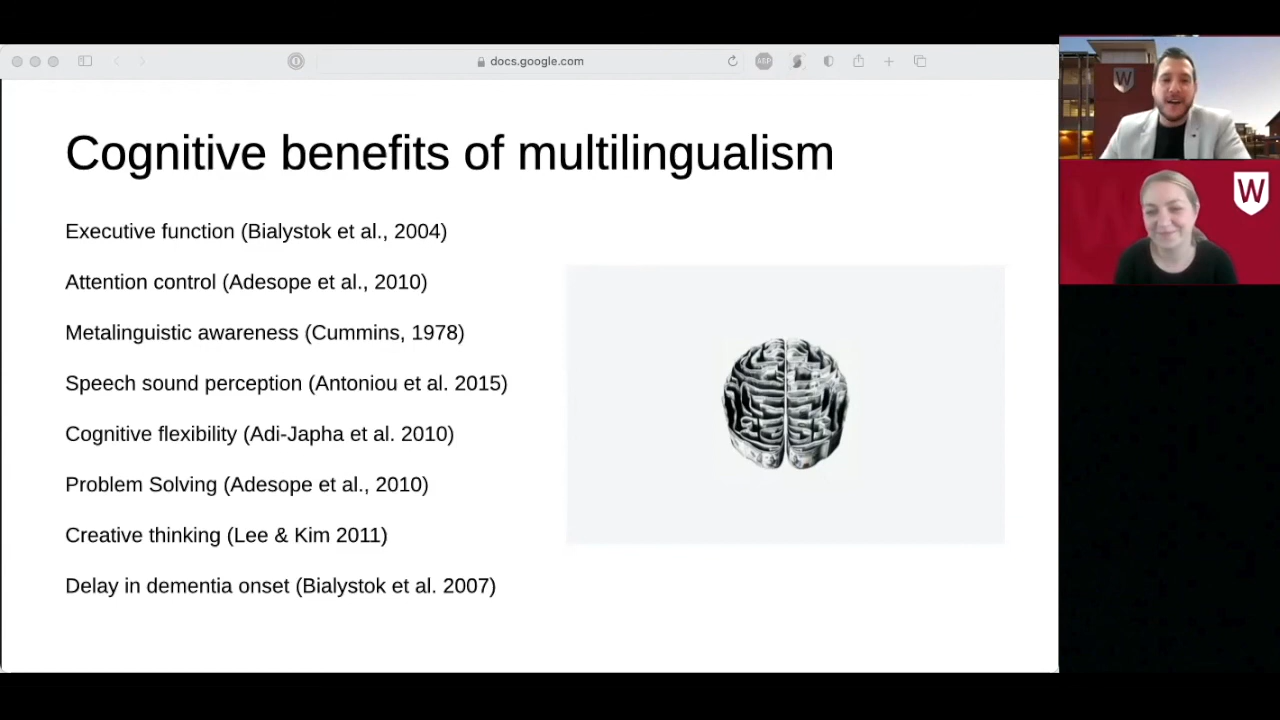 docs.google.com
Cognitive benefits of multilingualism
Executive function (Bialystok et al., 2004)
Attention control (Adesope et al., 2010)
Metalinguistic awareness (Cummins, 1978)
Speech sound perception (Antoniou et al. 2015)
Cognitive flexibility (Adi-Japha et al. 2010)
Problem Solving (Adesope et al., 2010)
Creative thinking (Lee & Kim 2011)
Delay in dementia onset (Bialystok et al. 2007)
ABP
W
W